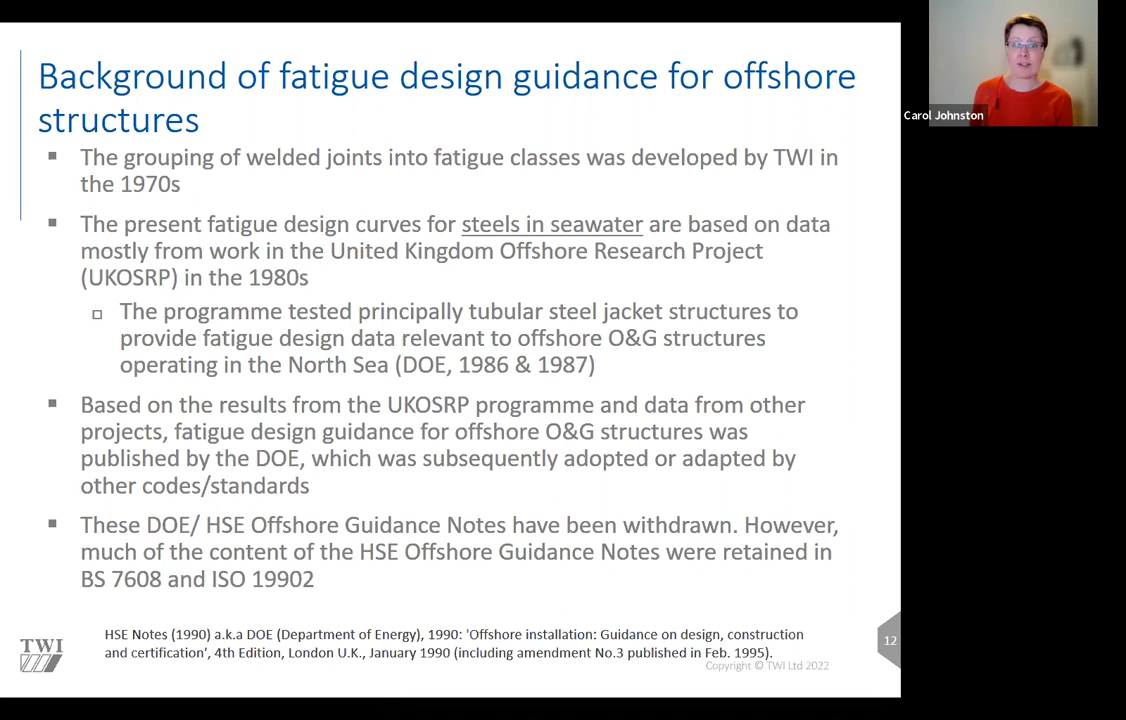 Background of fatigue design guidance for offshore
structures
▪ The grouping of welded joints into fatigue classes was developed by TWI in
the 1970s
▪ The present fatigue design curves for steels in seawater are based on data
mostly from work in the United Kingdom Offshore Research Project
(UKOSRP) in the 1980s
▫ The programme tested principally tubular steel jacket structures to
provide fatigue design data relevant to offshore O&G structures
operating in the North Sea (DOE, 1986 & 1987)
▪ Based on the results from the UKOSRP programme and data from other
projects, fatigue design guidance for offshore O&G structures was
published by the DOE, which was subsequently adopted or adapted by
other codes/standards
▪ These DOE/ HSE Offshore Guidance Notes have been withdrawn. However,
much of the content of the HSE Offshore Guidance Notes were retained in
BS 7608 and ISO 19902
HSE Notes (1990) a.k.a DOE (Department of Energy), 1990: 'Offshore installation: Guidance on design, construction
and certification', 4th Edition, London U.K., January 1990 (including amendment No.3 published in Feb. 1995).
Copyright © TWI Ltd 2022
TWI
12
Carol Johnston